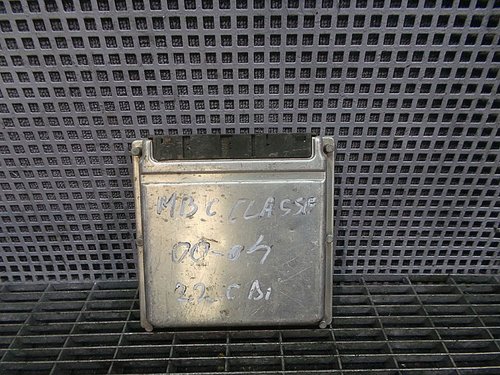 MB C CLASSE
00-04
2.2 CDi